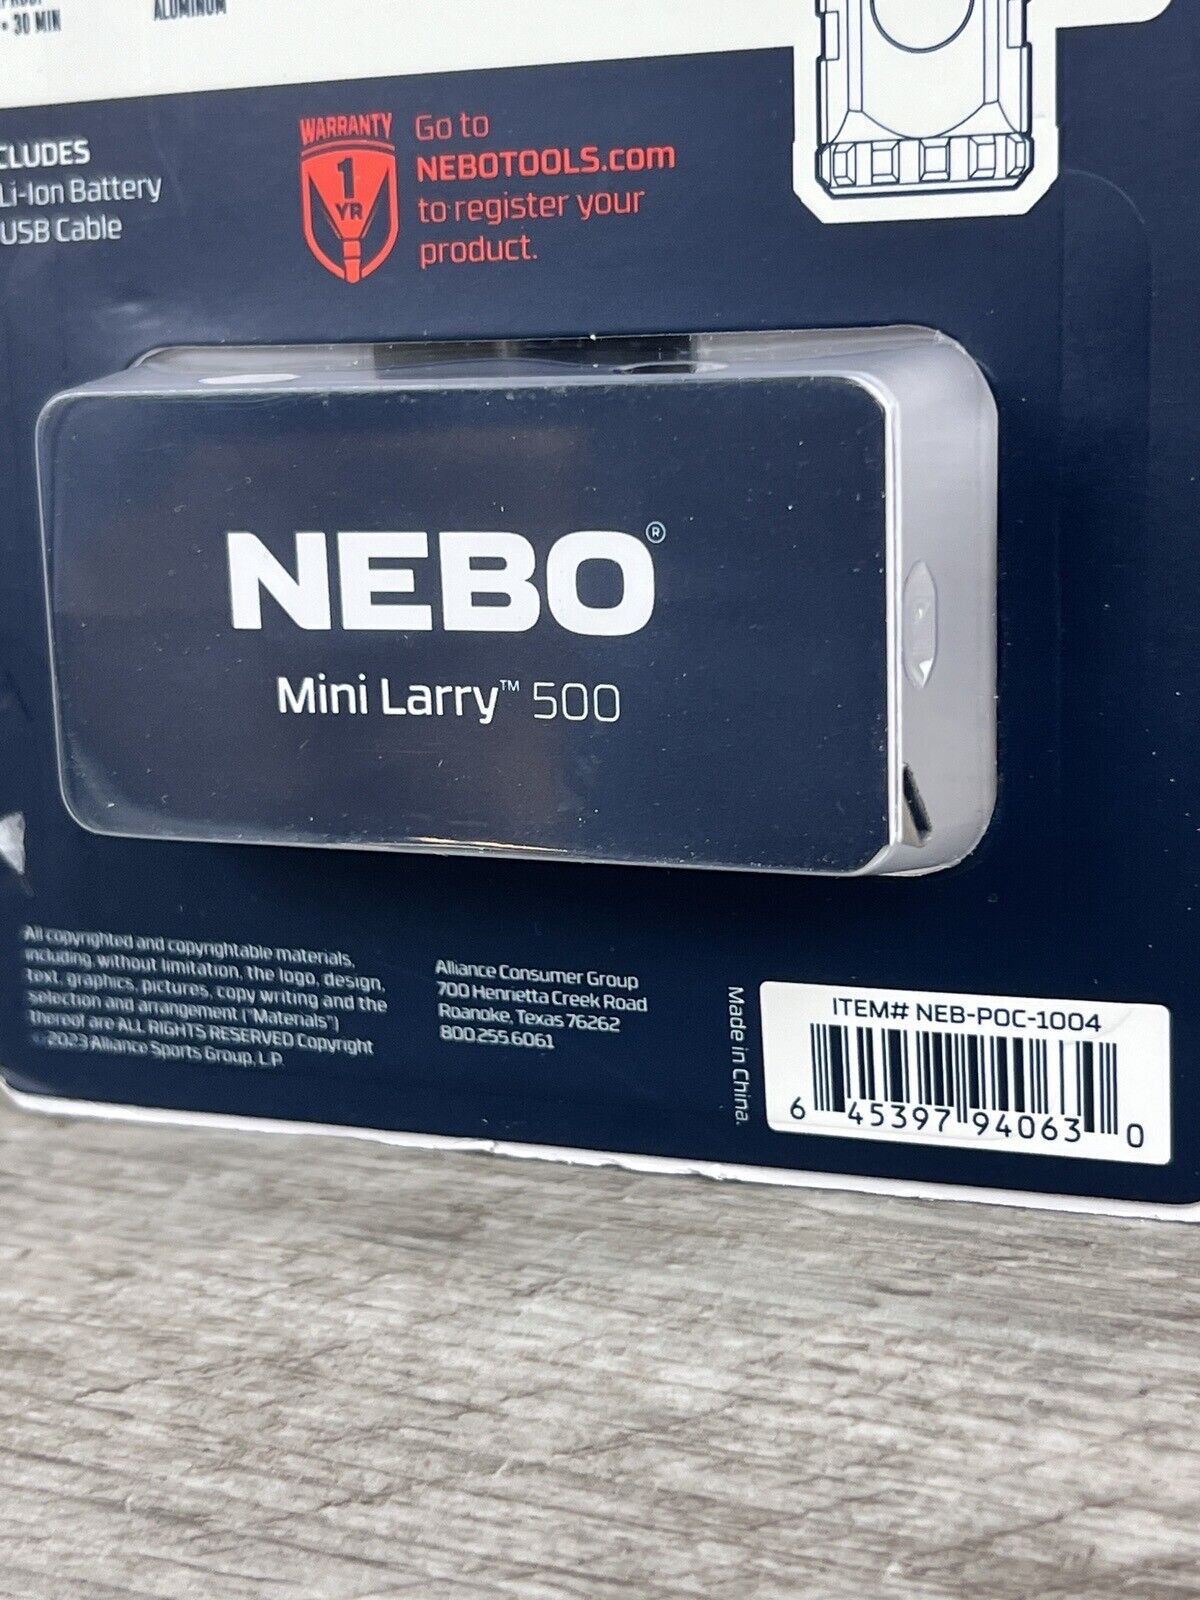 • 30 MIN
ALUMINUM
CLUDES
Li-Ion Battery
USB Cable
WARRANTY
1
YR
Go to
NEBOTOOLS.com
to register your
product.
NEBO®
Mini Larry™ 500
All copyrighted and copyrightable materials,
including without limitation, the logo, design,
text, graphics, pictures, copy writing and the
selection and arrangement ("Materials")
thereof are ALL RIGHTS RESERVED Copyright
2023 Alliance Sports Group, L.P.
Alliance Consumer Group
700 Henrietta Creek Road
Roanoke, Texas 76262
800.255.6061
Made in China.
ITEM# NEB-POC-1004
6 45397 94063 0